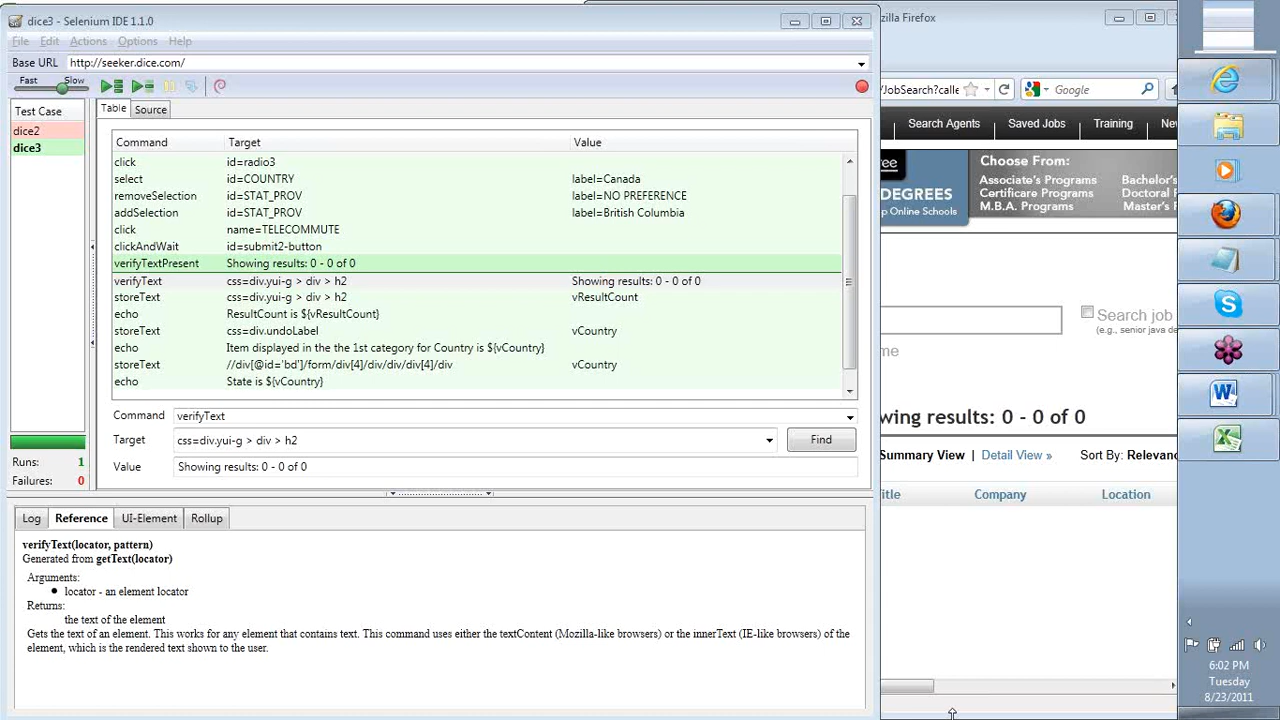 dice3 - Selenium IDE 1.1.0
File Edit Actions Options Help
Base URL http://seeker.dice.com/
Fast Slow
Test Case
dice2
dice3
Runs: 1
Failures: 0
Table Source
Command Target Value
click id=radio3
select id=COUNTRY label=Canada
removeSelection id=STAT_PROV label=NO PREFERENCE
addSelection id=STAT_PROV label=British Columbia
click name=TELECOMMUTE
clickAndWait id=submit2-button
verifyTextPresent Showing results: 0 - 0 of 0
verifyText css=div.yui-g > div > h2 Showing results: 0 - 0 of 0
storeText css=div.yui-g > div > h2 vResultCount
echo ResultCount is ${vResultCount}
storeText css=div.undoLabel vCountry
echo Item displayed in the the 1st category for Country is ${vCountry}
storeText //div[@id='bd']/form/div[4]/div/div/div[4]/div vCountry
echo State is ${vCountry}
Command verifyText
Target css=div.yui-g > div > h2 Find
Value Showing results: 0 - 0 of 0
Log Reference UI-Element Rollup
verifyText(locator, pattern)
Generated from getText(locator)
Arguments:
locator - an element locator
Returns:
the text of the element
Gets the text of an element. This works for any element that contains text. This command uses either the textContent (Mozilla-like browsers) or the innerText (IE-like browsers) of the
element, which is the rendered text shown to the user.
zilla Firefox
/JobSearch?calle Google
Search Agents Saved Jobs Training Nev
ree
DEGREES
p Online Schools
Choose From:
Associate's Programs Bachelor's
Certificate Programs Doctoral
M.B.A. Programs Master's
Search job
(e.g., senior java de
me
wing results: 0 - 0 of 0
Summary View | Detail View » Sort By: Relevanc
itle Company Location
6:02 PM
Tuesday
8/23/2011